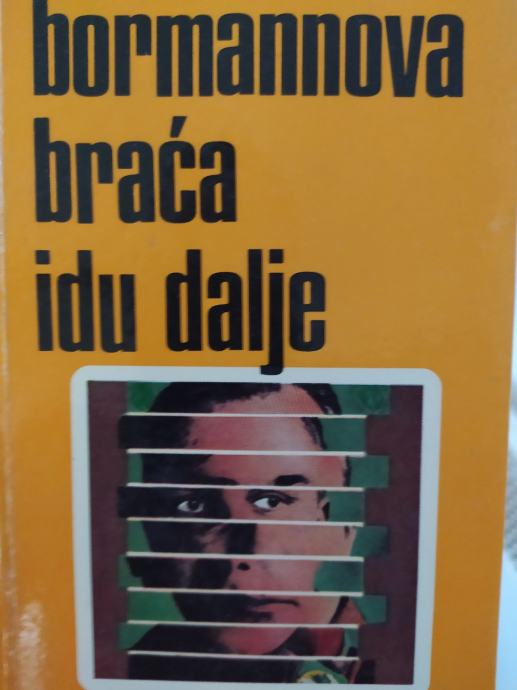 bormannova
braća
idu dalje